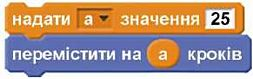 надати а значення 25
перемістити на а кроків